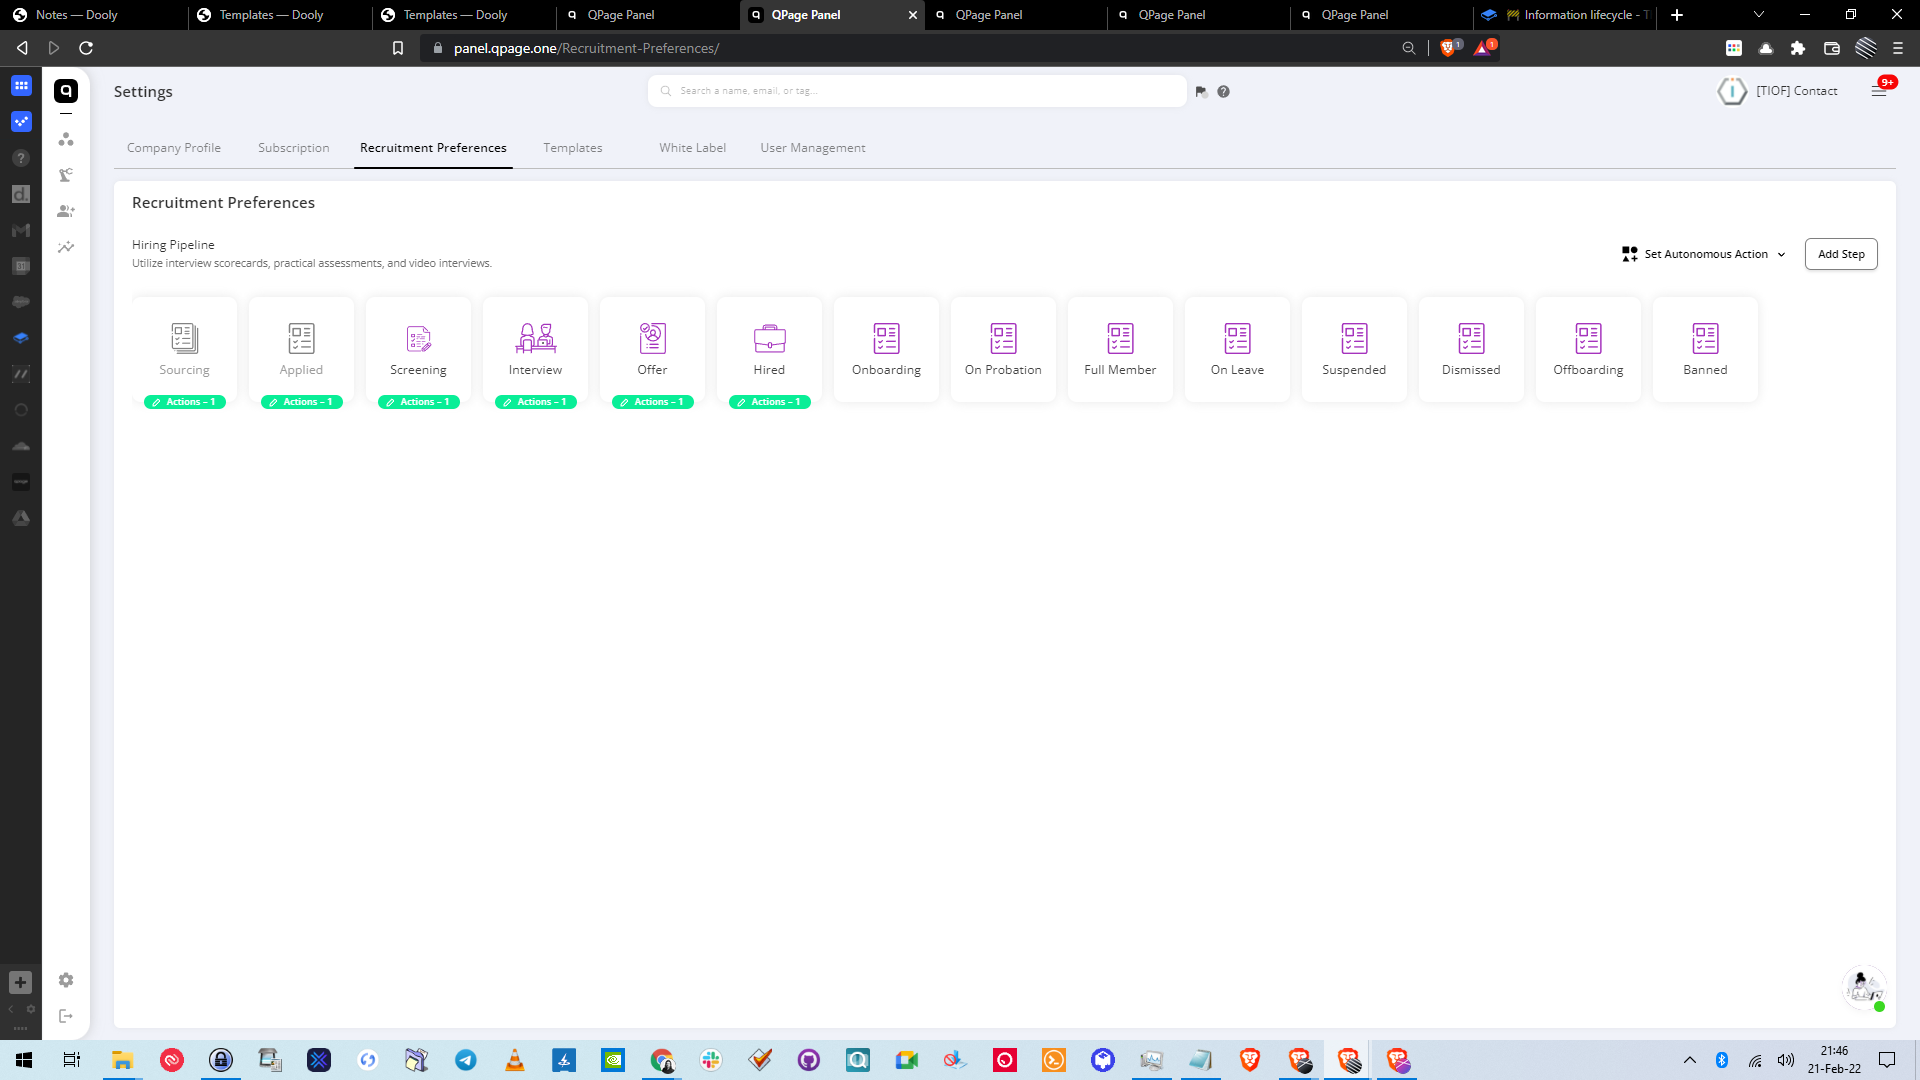 Notes — Dooly
Templates — Dooly
Templates — Dooly
QPage Panel
QPage Panel
QPage Panel
QPage Panel
QPage Panel
Information lifecycle - T
panel.qpage.one/Recruitment-Preferences/
1
1
Settings
Search a name, email, or tag...
[TIOF] Contact
9+
Company Profile
Subscription
Recruitment Preferences
Templates
White Label
User Management
Recruitment Preferences
Hiring Pipeline
Utilize interview scorecards, practical assessments, and video interviews.
Set Autonomous Action
Add Step
Sourcing
Applied
Screening
Interview
Offer
Hired
Onboarding
On Probation
Full Member
On Leave
Suspended
Dismissed
Offboarding
Banned
Actions – 1
Actions – 1
Actions – 1
Actions – 1
Actions – 1
Actions – 1
21:46
21-Feb-22